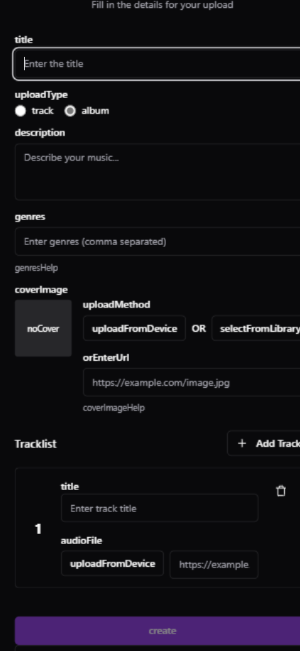 Fill in the details for your upload
title
Enter the title
uploadType
track album
description
Describe your music...
genres
Enter genres (comma separated)
genresHelp
coverImage
noCover
uploadMethod
uploadFromDevice OR selectFromLibrary
orEnterUrl
https://example.com/image.jpg
coverImageHelp
Tracklist
+ Add Track
1
title
Enter track title
audioFile
uploadFromDevice https://example
create